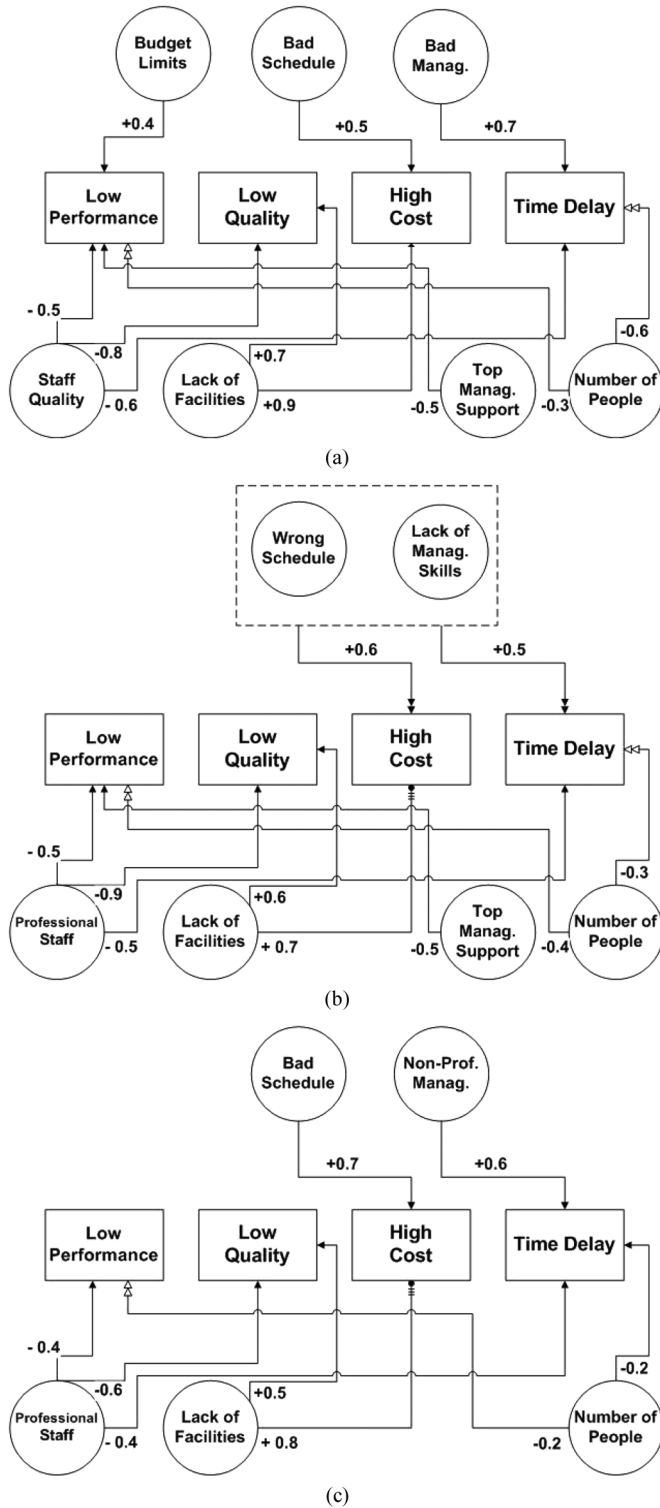 Budget
Limits
Bad
Schedule
Bad
Manag.
+0.4
+0.5
+0.7
Low
Performance
Low
Quality
High
Cost
Time Delay
- 0.5
-0.8
- 0.6
+0.7
+0.9
-0.5
-0.3
-0.6
Staff
Quality
Lack of
Facilities
Top
Manag.
Support
Number of
People
(a)
Wrong
Schedule
Lack of
Manag.
Skills
+0.6
+0.5
Low
Performance
Low
Quality
High
Cost
Time Delay
- 0.5
-0.9
- 0.5
+0.6
+ 0.7
-0.5
-0.4
-0.3
Professional
Staff
Lack of
Facilities
Top
Manag.
Support
Number of
People
(b)
Bad
Schedule
Non-Prof.
Manag.
+0.7
+0.6
Low
Performance
Low
Quality
High
Cost
Time Delay
- 0.4
-0.6
- 0.4
+0.5
+ 0.8
-0.2
-0.2
Professional
Staff
Lack of
Facilities
Number of
People
(c)